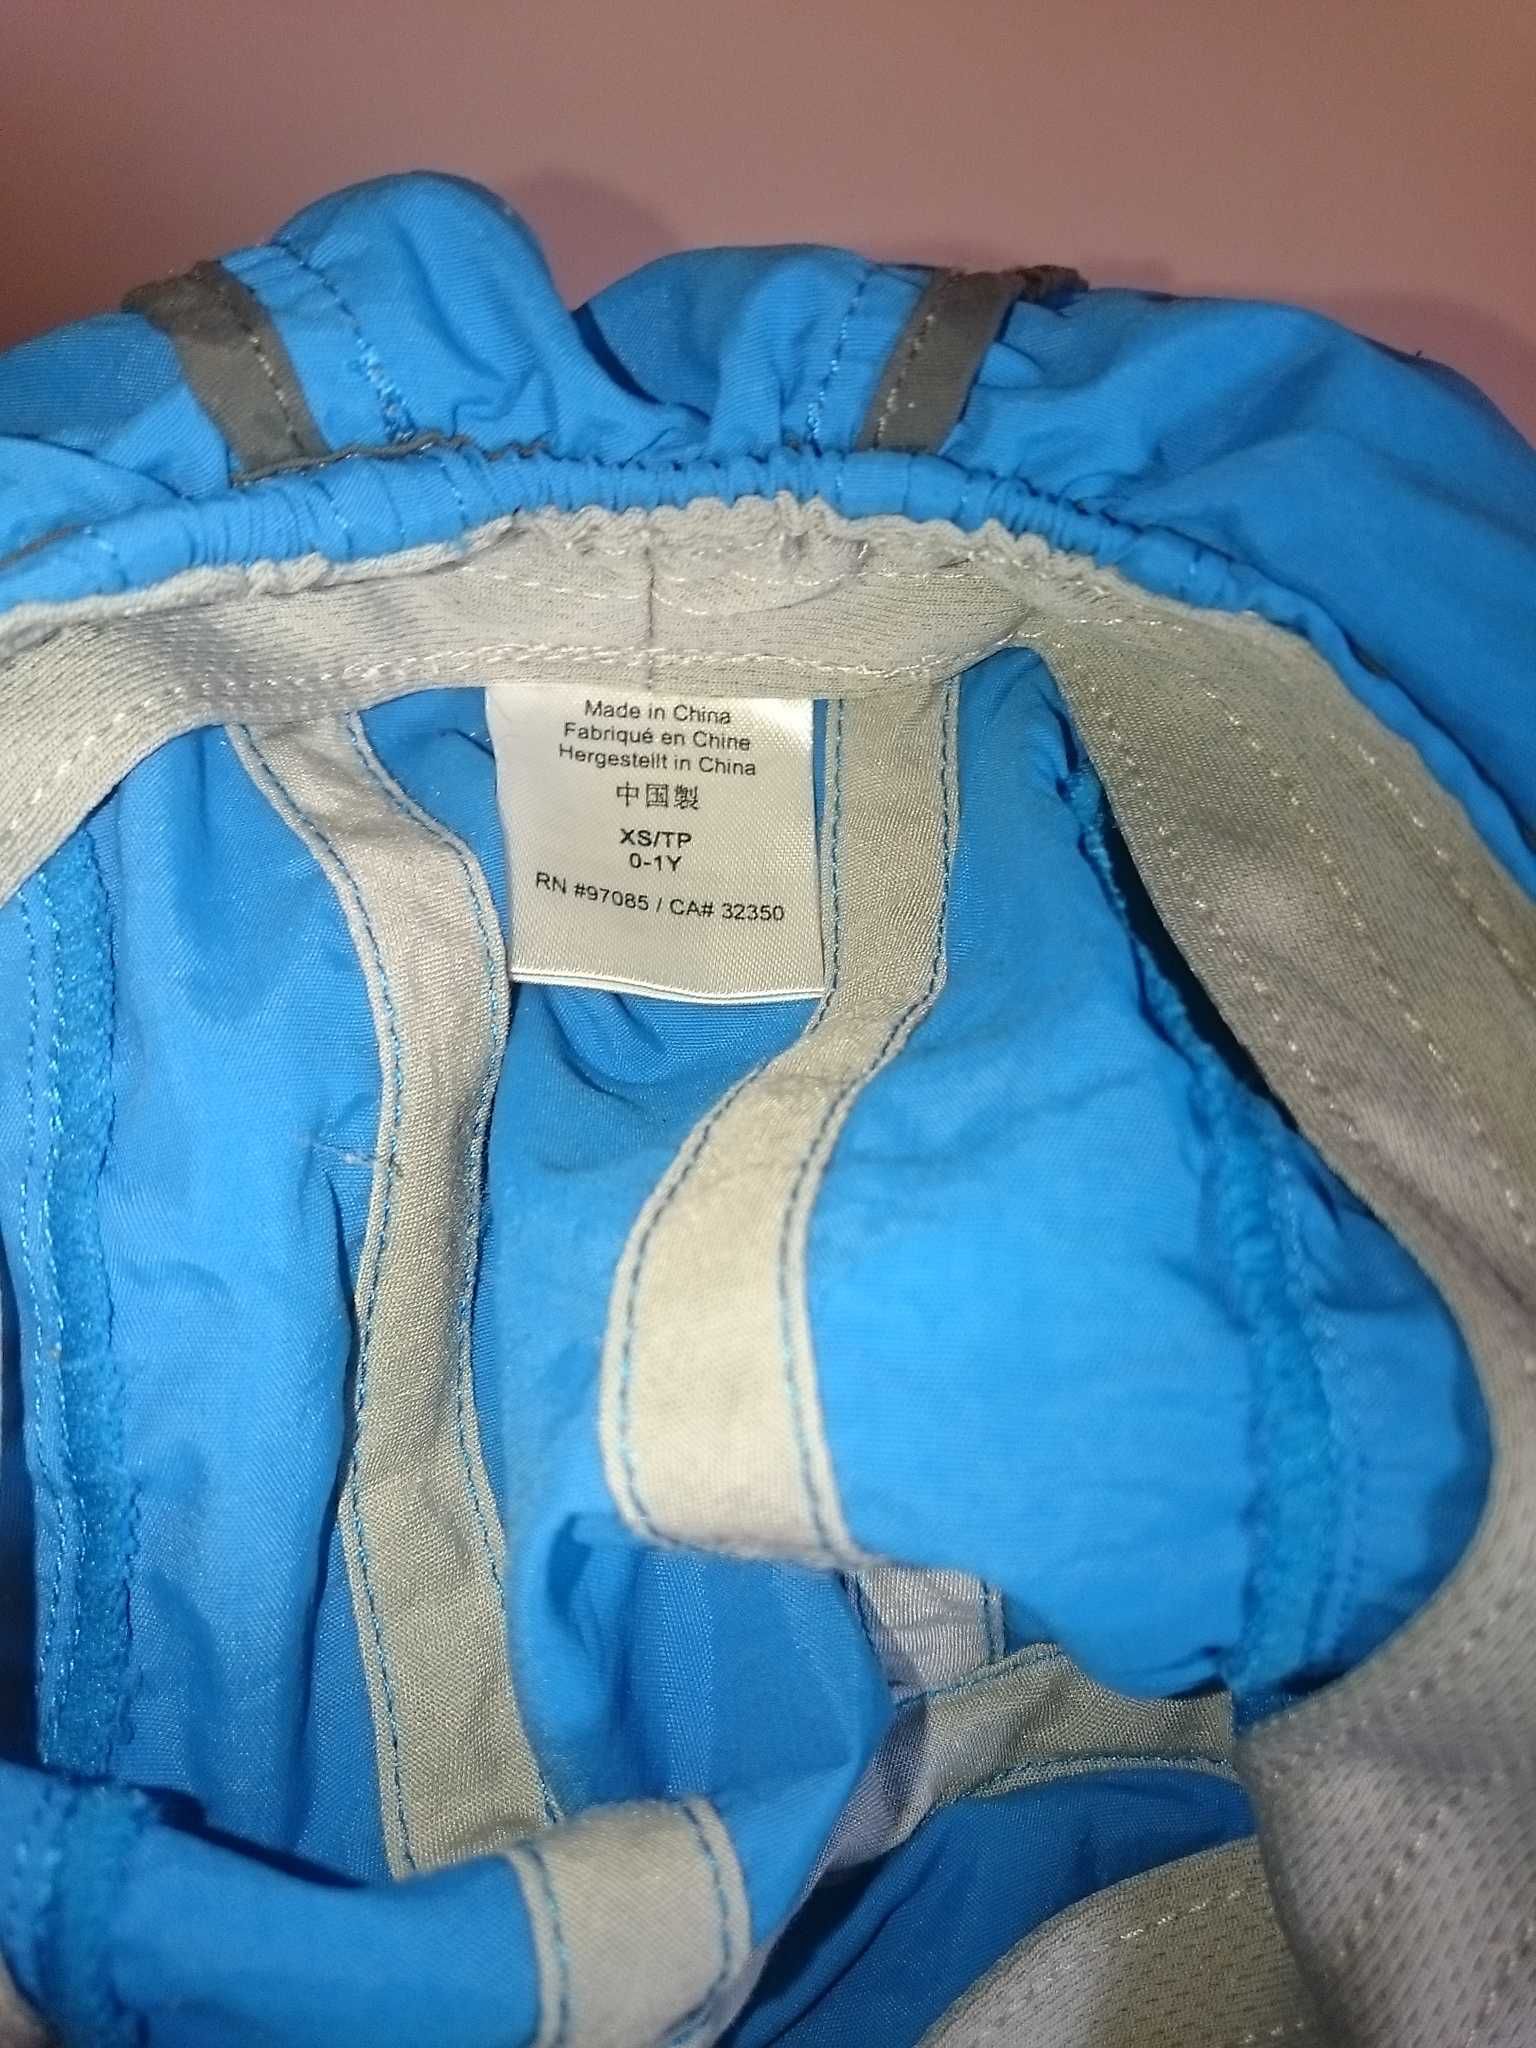 Made in China
Fabriqué en Chine
Hergestellt in China
中国製
XS/TP
0-1Y
RN #97085 / CA# 32350